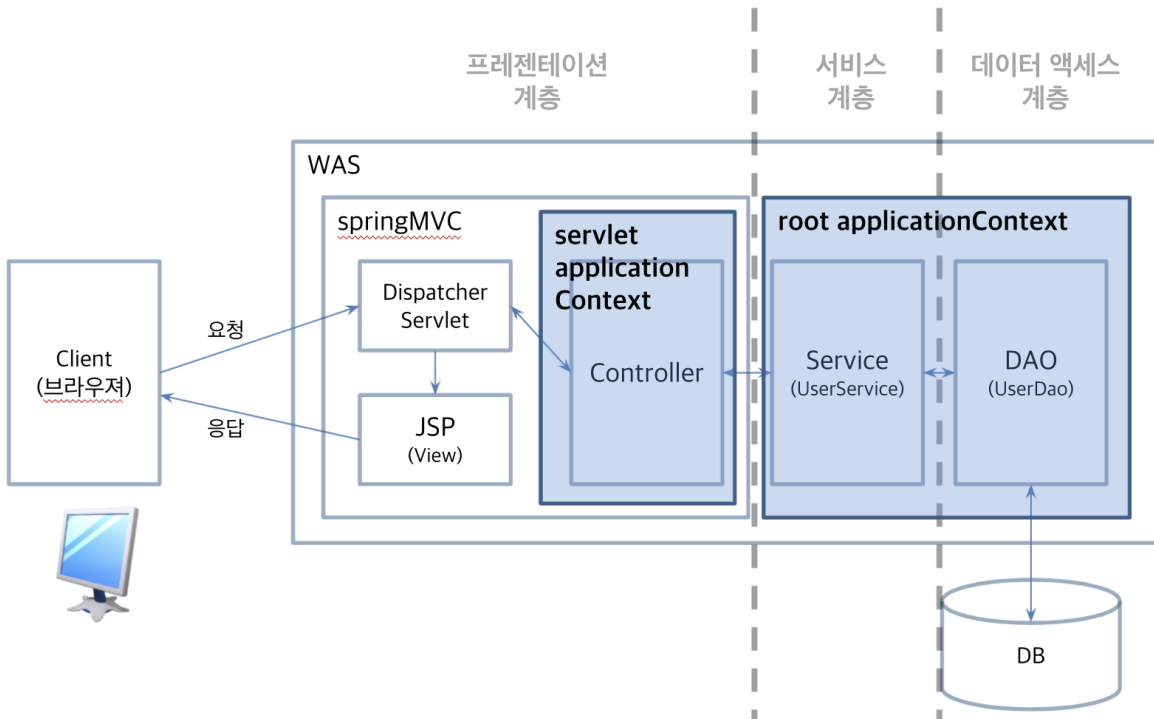 프레젠테이션
계층
서비스
계층
데이터 액세스
계층
WAS
springMVC
servlet
application
Context
root applicationContext
Dispatcher
Servlet
요청
Client
(브라우져)
Controller
Service
(UserService)
DAO
(UserDao)
응답
JSP
(View)
DB